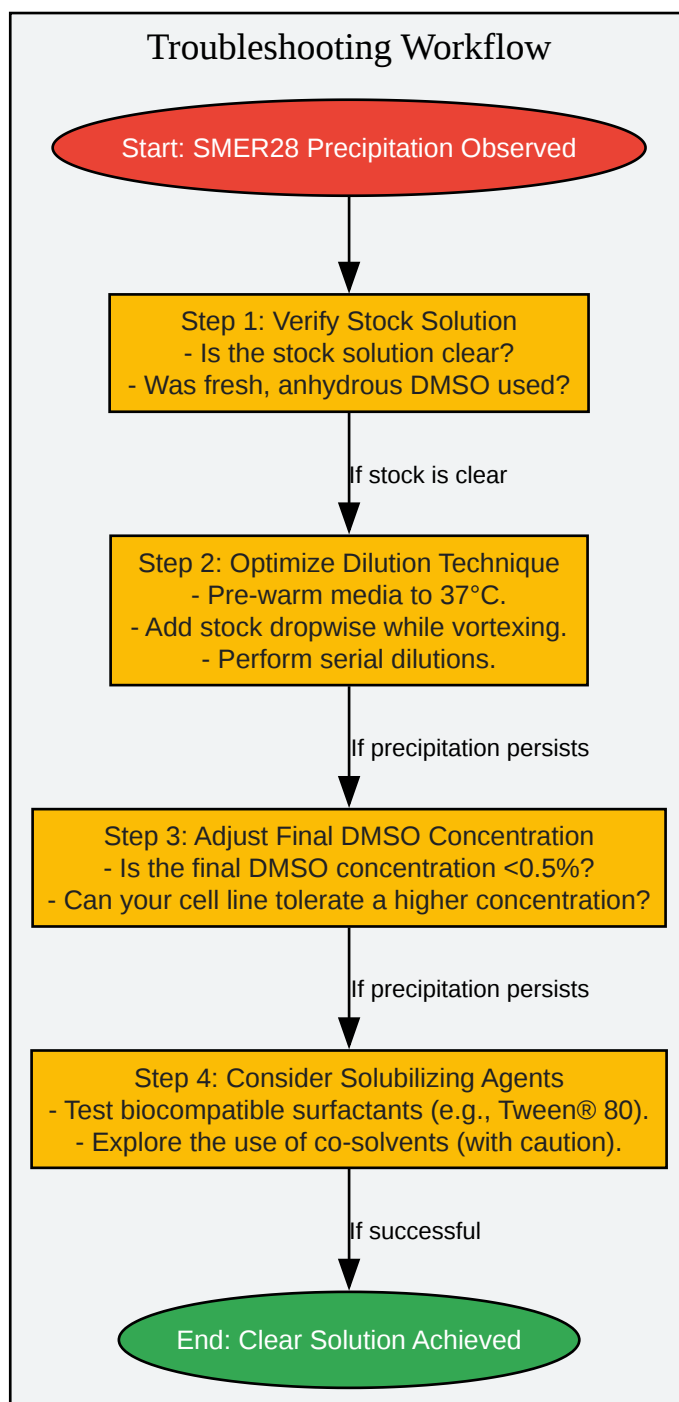 Troubleshooting Workflow
Start: SMER28 Precipitation Observed
Step 1: Verify Stock Solution
- Is the stock solution clear?
- Was fresh, anhydrous DMSO used?
If stock is clear
Step 2: Optimize Dilution Technique
- Pre-warm media to 37°C.
- Add stock dropwise while vortexing.
- Perform serial dilutions.
If precipitation persists
Step 3: Adjust Final DMSO Concentration
- Is the final DMSO concentration <0.5%?
- Can your cell line tolerate a higher concentration?
If precipitation persists
Step 4: Consider Solubilizing Agents
- Test biocompatible surfactants (e.g., Tween® 80).
- Explore the use of co-solvents (with caution).
If successful
End: Clear Solution Achieved